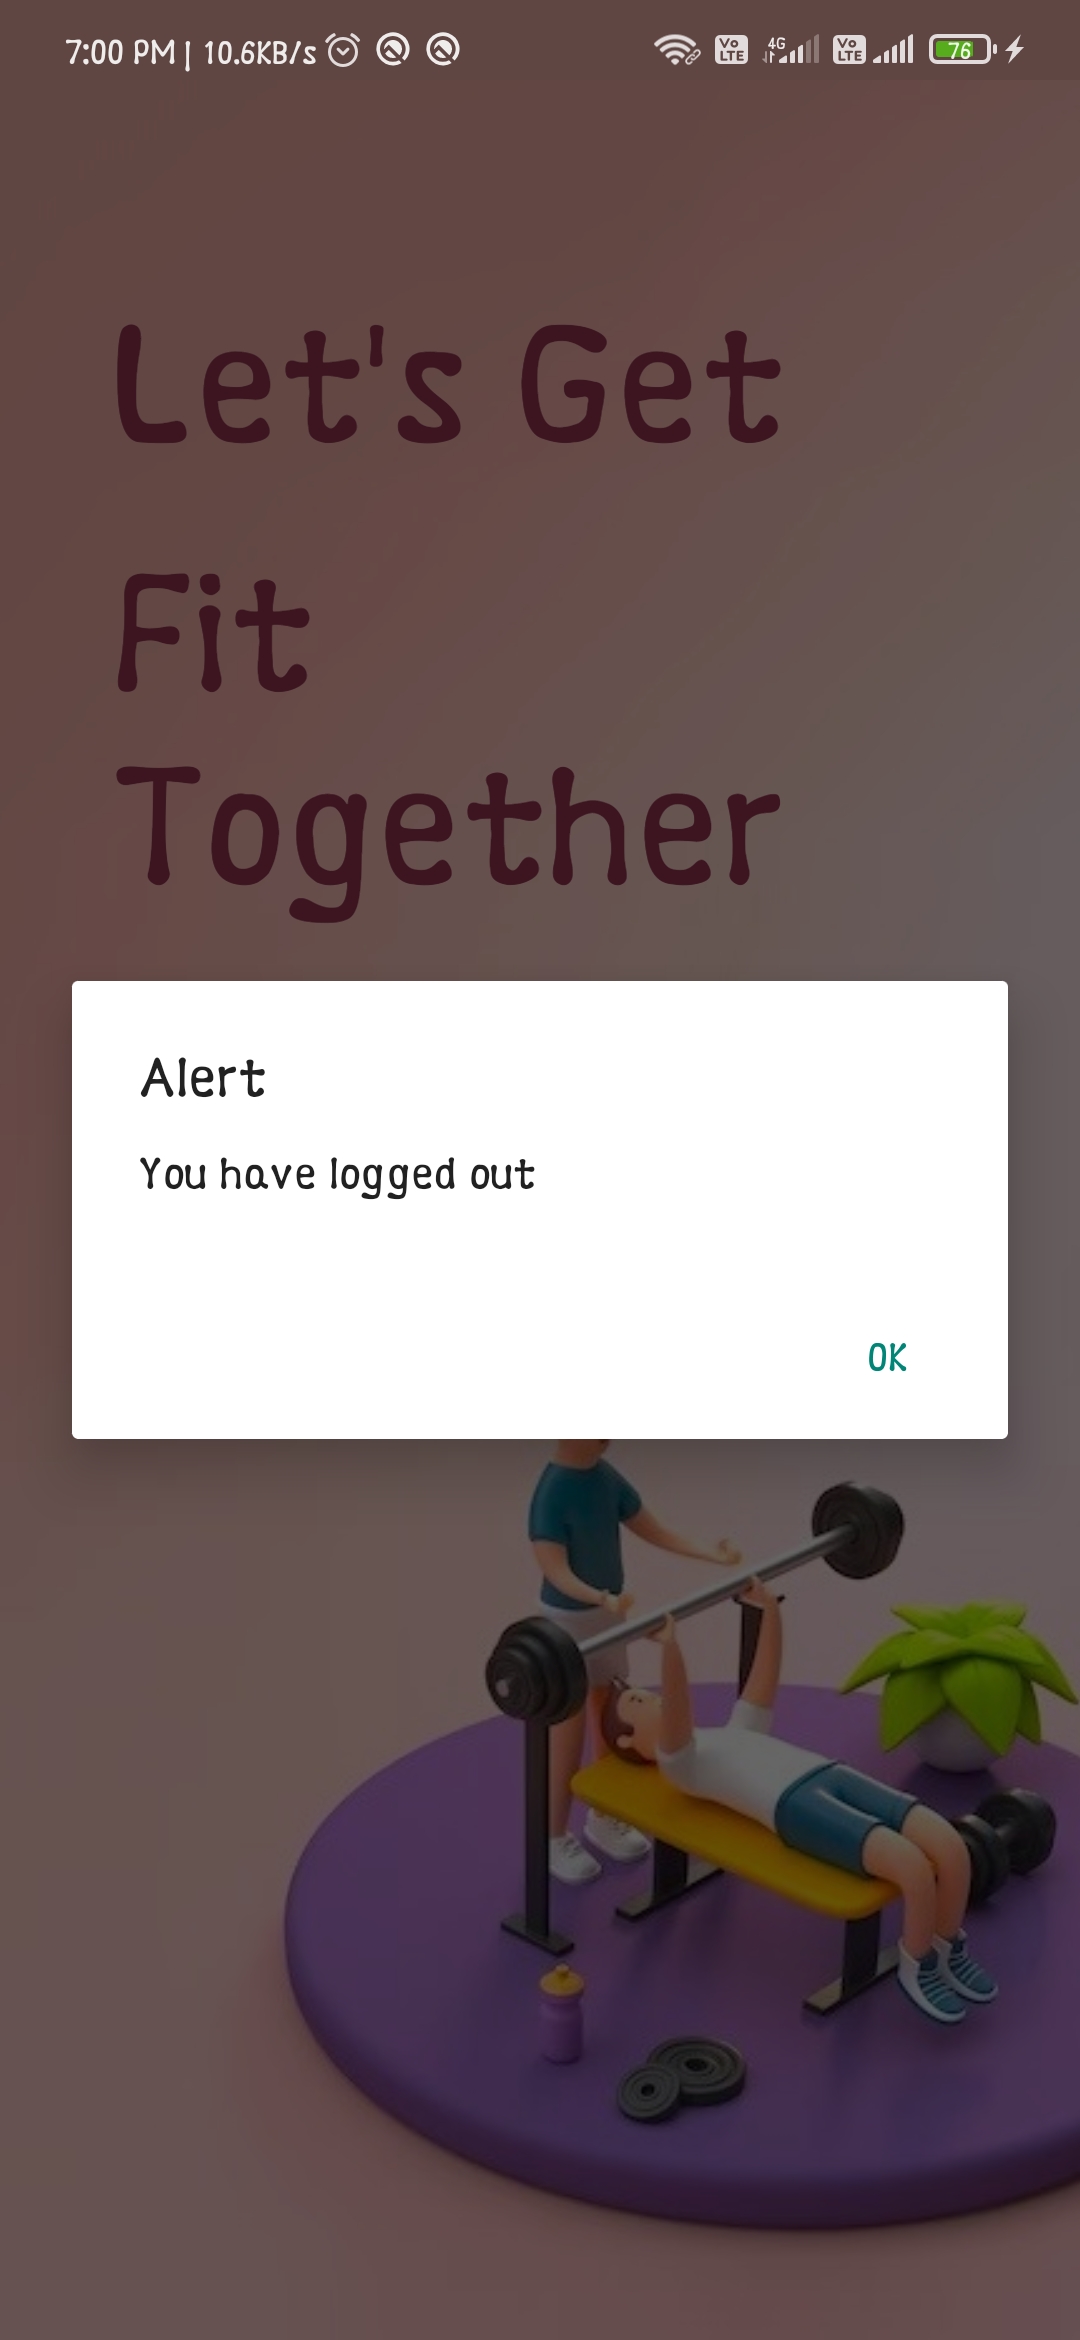 7:00 PM | 10.6KB/s Vo LTE 4G Vo LTE 76
Let's Get
Fit
Together
Alert
You have logged out
OK